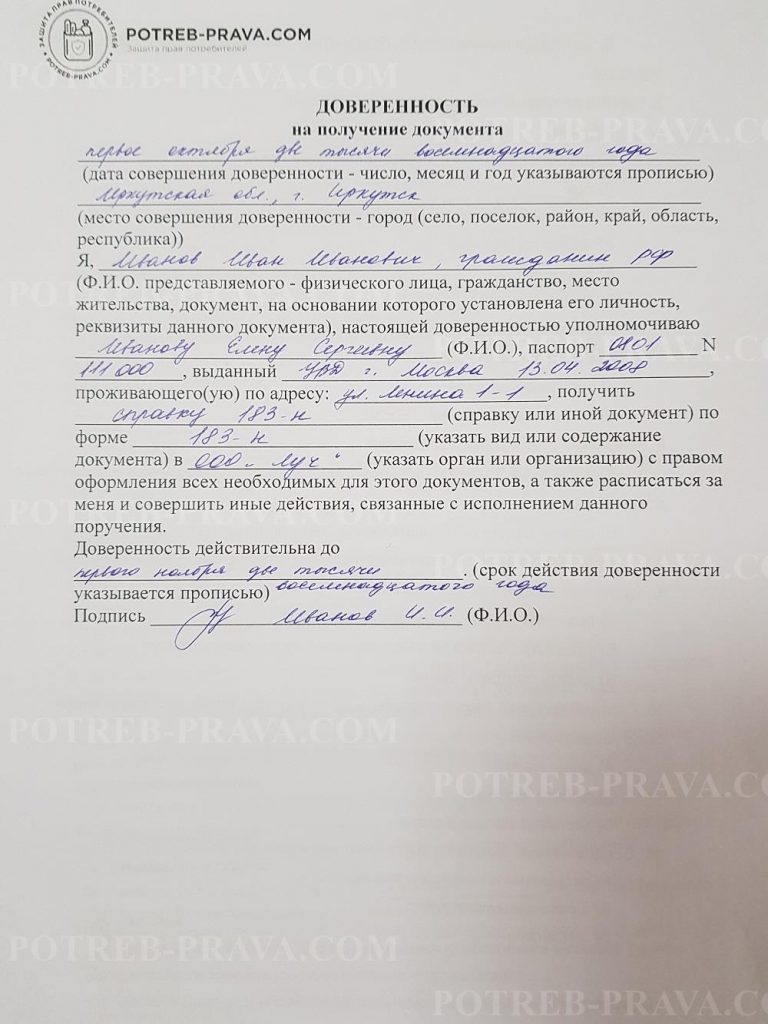 ЗАЩИТА ПРАВ ПОТРЕБИТЕЛЕЙ
POTREB-PRAVA.COM
POTREB-PRAVA.COM
Защита прав потребителей
POTREB-PRAVA.COM
ДОВЕРЕННОСТЬ
на получение документа
POTREB-PRAVA.CO
первое октября две тысячи восемнадцатого года
(дата совершения доверенности - число, месяц и год указываются прописью)
Иркутская обл., г. Иркутск
(место совершения доверенности - город (село, поселок, район, край, область,
республика))
Я, Иванов Иван Иванович, гражданин РФ
(Ф.И.О. представляемого - физического лица, гражданство, место
жительства, документ, на основании которого установлена его личность,
реквизиты данного документа), настоящей доверенностью уполномочиваю
Иванову Елену Сергеевну (Ф.И.О.), паспорт 0801 N
111 000, выданный УВД г. Москва 13.04.2008,
проживающего(ую) по адресу: ул. Ленина 1-1, получить
справку 183-н (справку или иной документ) по
форме 183-н (указать вид или содержание
документа) в ООО "Луч" (указать орган или организацию) с правом
оформления всех необходимых для этого документов, а также расписаться за
меня и совершить иные действия, связанные с исполнением данного
поручения.
Доверенность действительна до
первого ноября две тысячи. (срок действия доверенности
указывается прописью) восемнадцатого года
Подпись Иванов И.И. (Ф.И.О.)
POTREB-PRAVA.COM
POTREB-PRAVA.CO
POTREB-PRAVA.COM
POTREB-PRAVA.CO